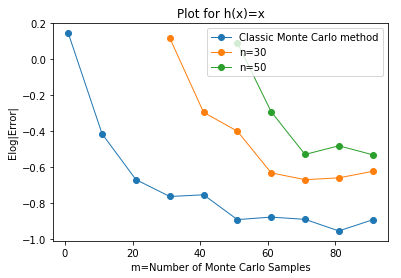 Plot for h(x)=x
Classic Monte Carlo method
n=30
n=50
Elog|Error|
0.2
0.0
−0.2
−0.4
−0.6
−0.8
−1.0
0 20 40 60 80
m=Number of Monte Carlo Samples